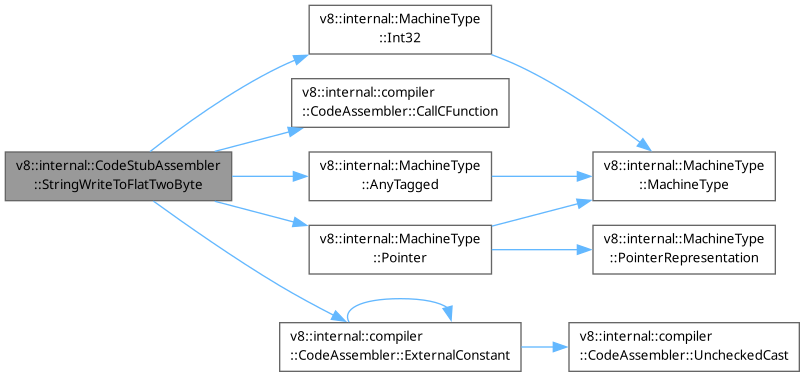 v8::internal::MachineType
::Int32
v8::internal::compiler
::CodeAssembler::CallCFunction
v8::internal::CodeStubAssembler
::StringWriteToFlatTwoByte
v8::internal::MachineType
::AnyTagged
v8::internal::MachineType
::MachineType
v8::internal::MachineType
::Pointer
v8::internal::MachineType
::PointerRepresentation
v8::internal::compiler
::CodeAssembler::ExternalConstant
v8::internal::compiler
::CodeAssembler::UncheckedCast